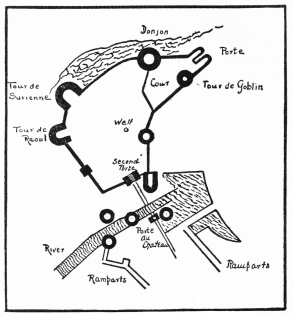 Donjon
Porte
Cour
Tour de Goblin
Tour de
Surienne
Well
Tour de
Raoul
Second
Porte
Porte
du
Chateau
River
Ramparts
Ramparts